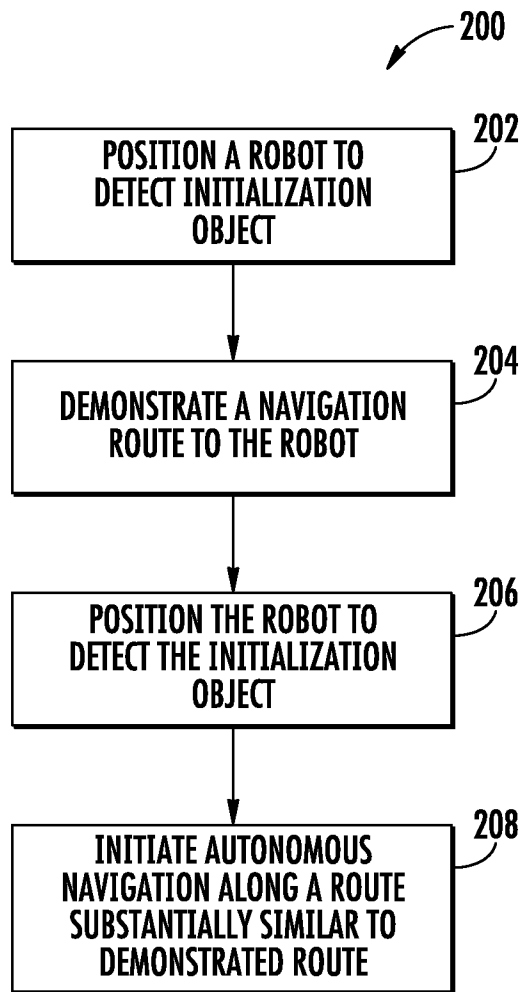 200
202
POSITION A ROBOT TO
DETECT INITIALIZATION
OBJECT
204
DEMONSTRATE A NAVIGATION
ROUTE TO THE ROBOT
206
POSITION THE ROBOT TO
DETECT THE INITIALIZATION
OBJECT
208
INITIATE AUTONOMOUS
NAVIGATION ALONG A ROUTE
SUBSTANTIALLY SIMILAR TO
DEMONSTRATED ROUTE